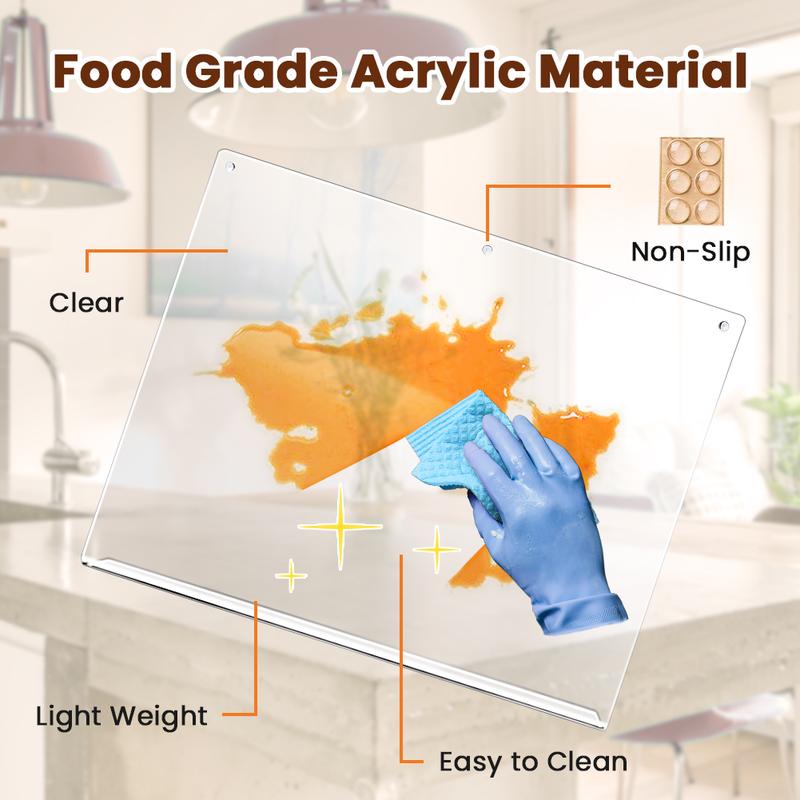 Food Grade Acrylic Material
Non-Slip
Clear
Light Weight
Easy to Clean